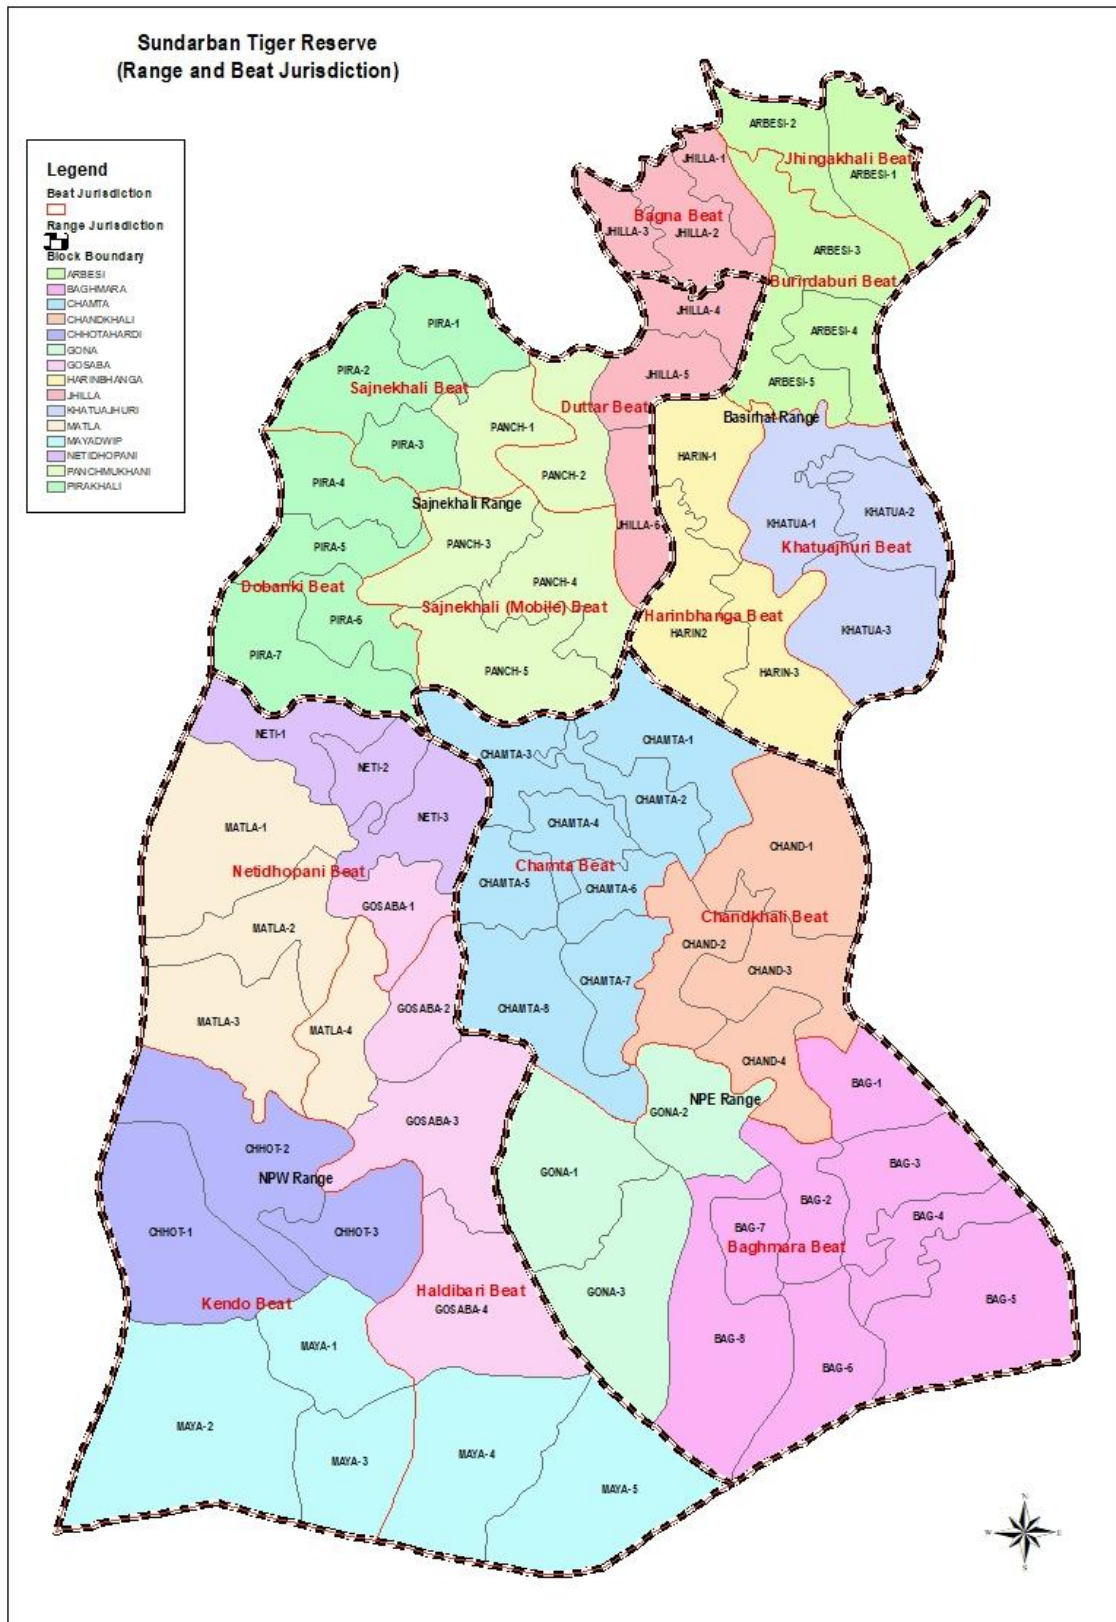 Sundarban Tiger Reserve
(Range and Beat Jurisdiction)
Legend
Beat Jurisdiction
Range Jurisdiction
Block Boundary
ARBESI
BAGHMARA
CHAMTA
CHANDKHALI
CHHOTAHARDI
GONA
GOSABA
HARINBHANGA
JHILLA
KHATUAJHURI
MATLA
MAYADWIP
NETIDHOPANI
PANCHMUKHANI
PIRAKHALI
ARBESI-2
JHILLA-1
Jhingakhali Beat
ARBESI-1
Bagna Beat
JHILLA-3
JHILLA-2
ARBESI-3
Burirdaburi Beat
JHILLA-4
PIRA-1
ARBESI-4
PIRA-2
JHILLA-5
ARBESI-5
Sajnekhali Beat
Duttar Beat
Basirhat Range
PANCH-1
PIRA-3
HARIN-1
PANCH-2
PIRA-4
Sajnekhali Range
KHATUA-2
KHATUA-1
JHILLA-6
PANCH-3
PIRA-5
Khatuajhuri Beat
PANCH-4
Dobanki Beat
Sajnekhali (Mobile) Beat
Harinbhanga Beat
PIRA-6
HARIN2
KHATUA-3
PIRA-7
PANCH-5
HARIN-3
NETI-1
CHAMTA-1
CHAMTA-3
NETI-2
CHAMTA-2
NETI-3
CHAMTA-4
MATLA-1
CHAND-1
Netidhopani Beat
Chamta Beat
CHAMTA-5
CHAMTA-6
GOSABA-1
Chandkhali Beat
MATLA-2
CHAND-2
CHAND-3
CHAMTA-7
GOSABA-2
CHAMTA-8
MATLA-3
MATLA-4
CHAND-4
BAG-1
NPE Range
GONA-2
GOSABA-3
CHHOT-2
BAG-3
GONA-1
NPW Range
BAG-2
BAG-4
CHHOT-1
CHHOT-3
BAG-7
Baghmara Beat
Haldibari Beat
GONA-3
Kendo Beat
GOSABA-4
BAG-5
BAG-8
MAYA-1
BAG-6
MAYA-2
MAYA-4
MAYA-3
MAYA-5
N
W E
S